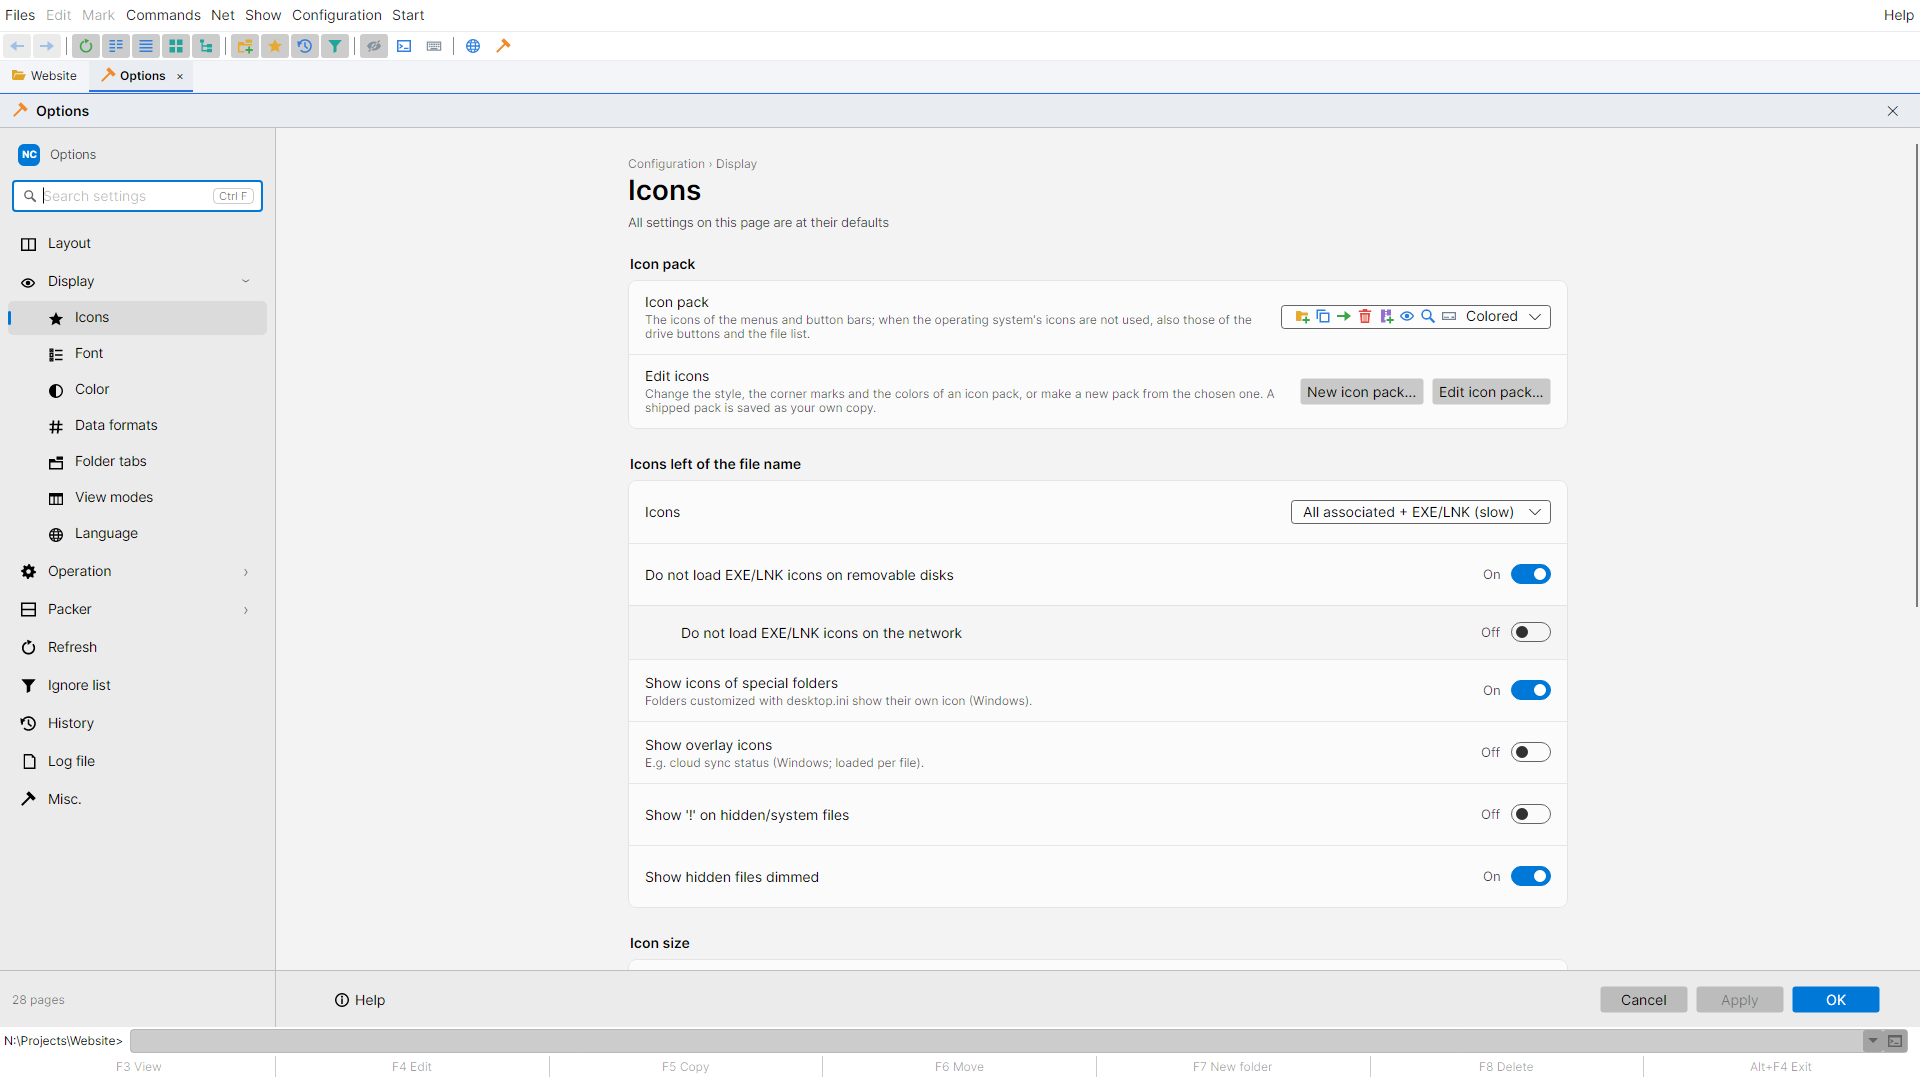 Files Edit Mark Commands Net Show Configuration Start Help
Website Options ×
Options
NC Options
Search settings Ctrl F
Layout
Display
Icons
Font
Color
Data formats
Folder tabs
View modes
Language
Operation
Packer
Refresh
Ignore list
History
Log file
Misc.
28 pages
Configuration › Display
Icons
All settings on this page are at their defaults
Icon pack
Icon pack
The icons of the menus and button bars; when the operating system's icons are not used, also those of the
drive buttons and the file list.
Colored
Edit icons
Change the style, the corner marks and the colors of an icon pack, or make a new pack from the chosen one. A
shipped pack is saved as your own copy.
New icon pack... Edit icon pack...
Icons left of the file name
Icons All associated + EXE/LNK (slow)
Do not load EXE/LNK icons on removable disks On
Do not load EXE/LNK icons on the network Off
Show icons of special folders On
Folders customized with desktop.ini show their own icon (Windows).
Show overlay icons Off
E.g. cloud sync status (Windows; loaded per file).
Show '!' on hidden/system files Off
Show hidden files dimmed On
Icon size
Help Cancel Apply OK
N:\Projects\Website>
F3 View F4 Edit F5 Copy F6 Move F7 New folder F8 Delete Alt+F4 Exit